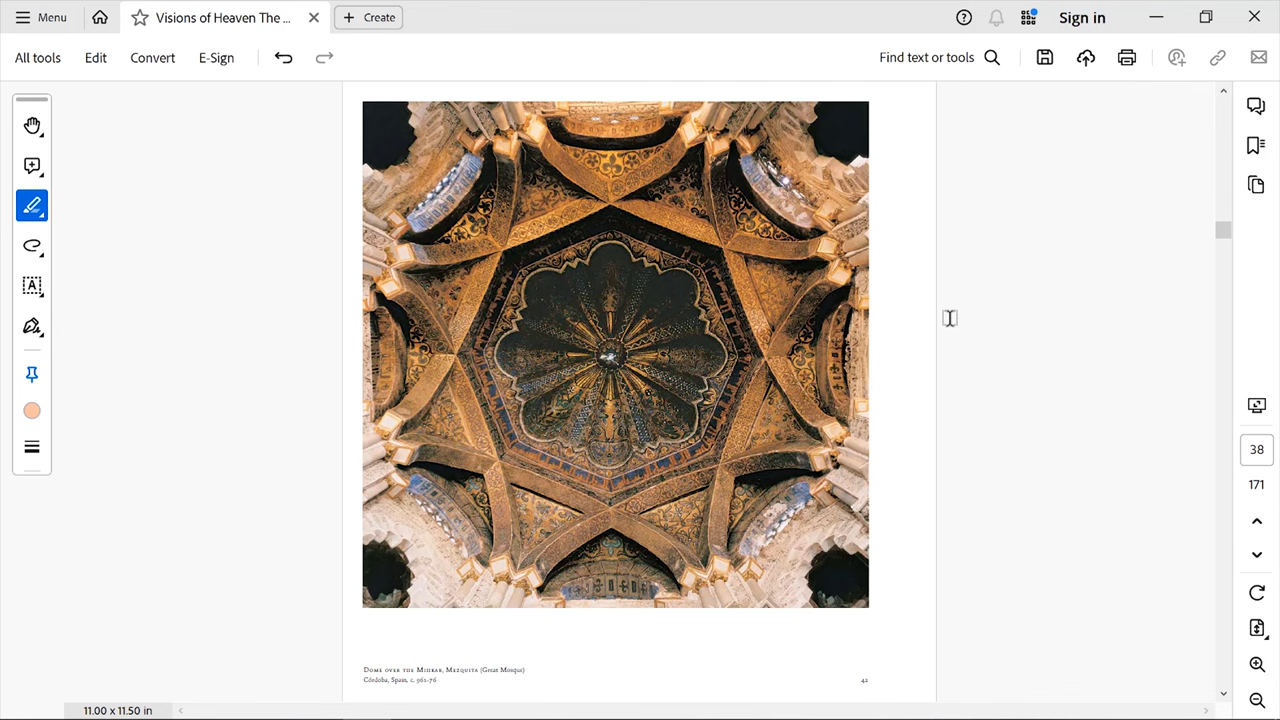 Menu
Visions of Heaven The ...
Create
Sign in
All tools
Edit
Convert
E-Sign
Find text or tools
38
171
Dome over the Mihrab, Mezquita (Great Mosque)
Córdoba, Spain, c. 961-76
42
11.00 x 11.50 in